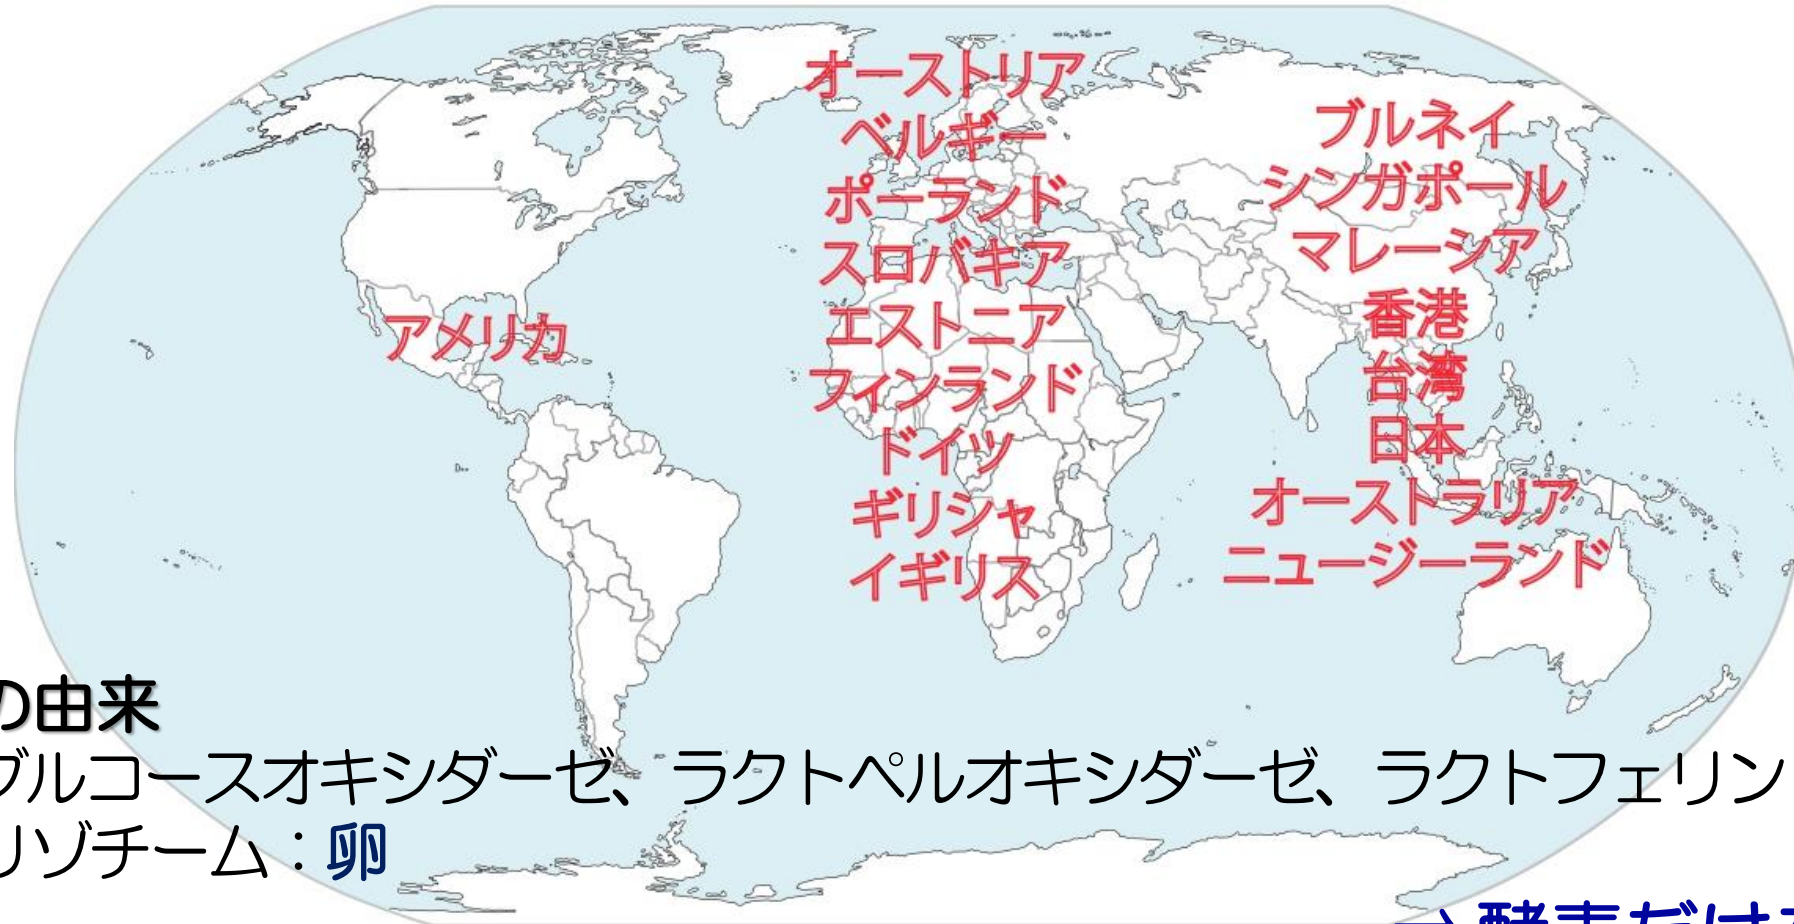 オーストリア
ベルギー
ポーランド
スロバキア
エストニア
フィンランド
ドイツ
ギリシャ
イギリス
ブルネイ
シンガポール
マレーシア
香港
台湾
日本
オーストラリア
ニュージーランド
アメリカ
の由来
グルコースオキシダーゼ、ラクトペルオキシダーゼ、ラクトフェリン
リゾチーム：卵
酵素だけ